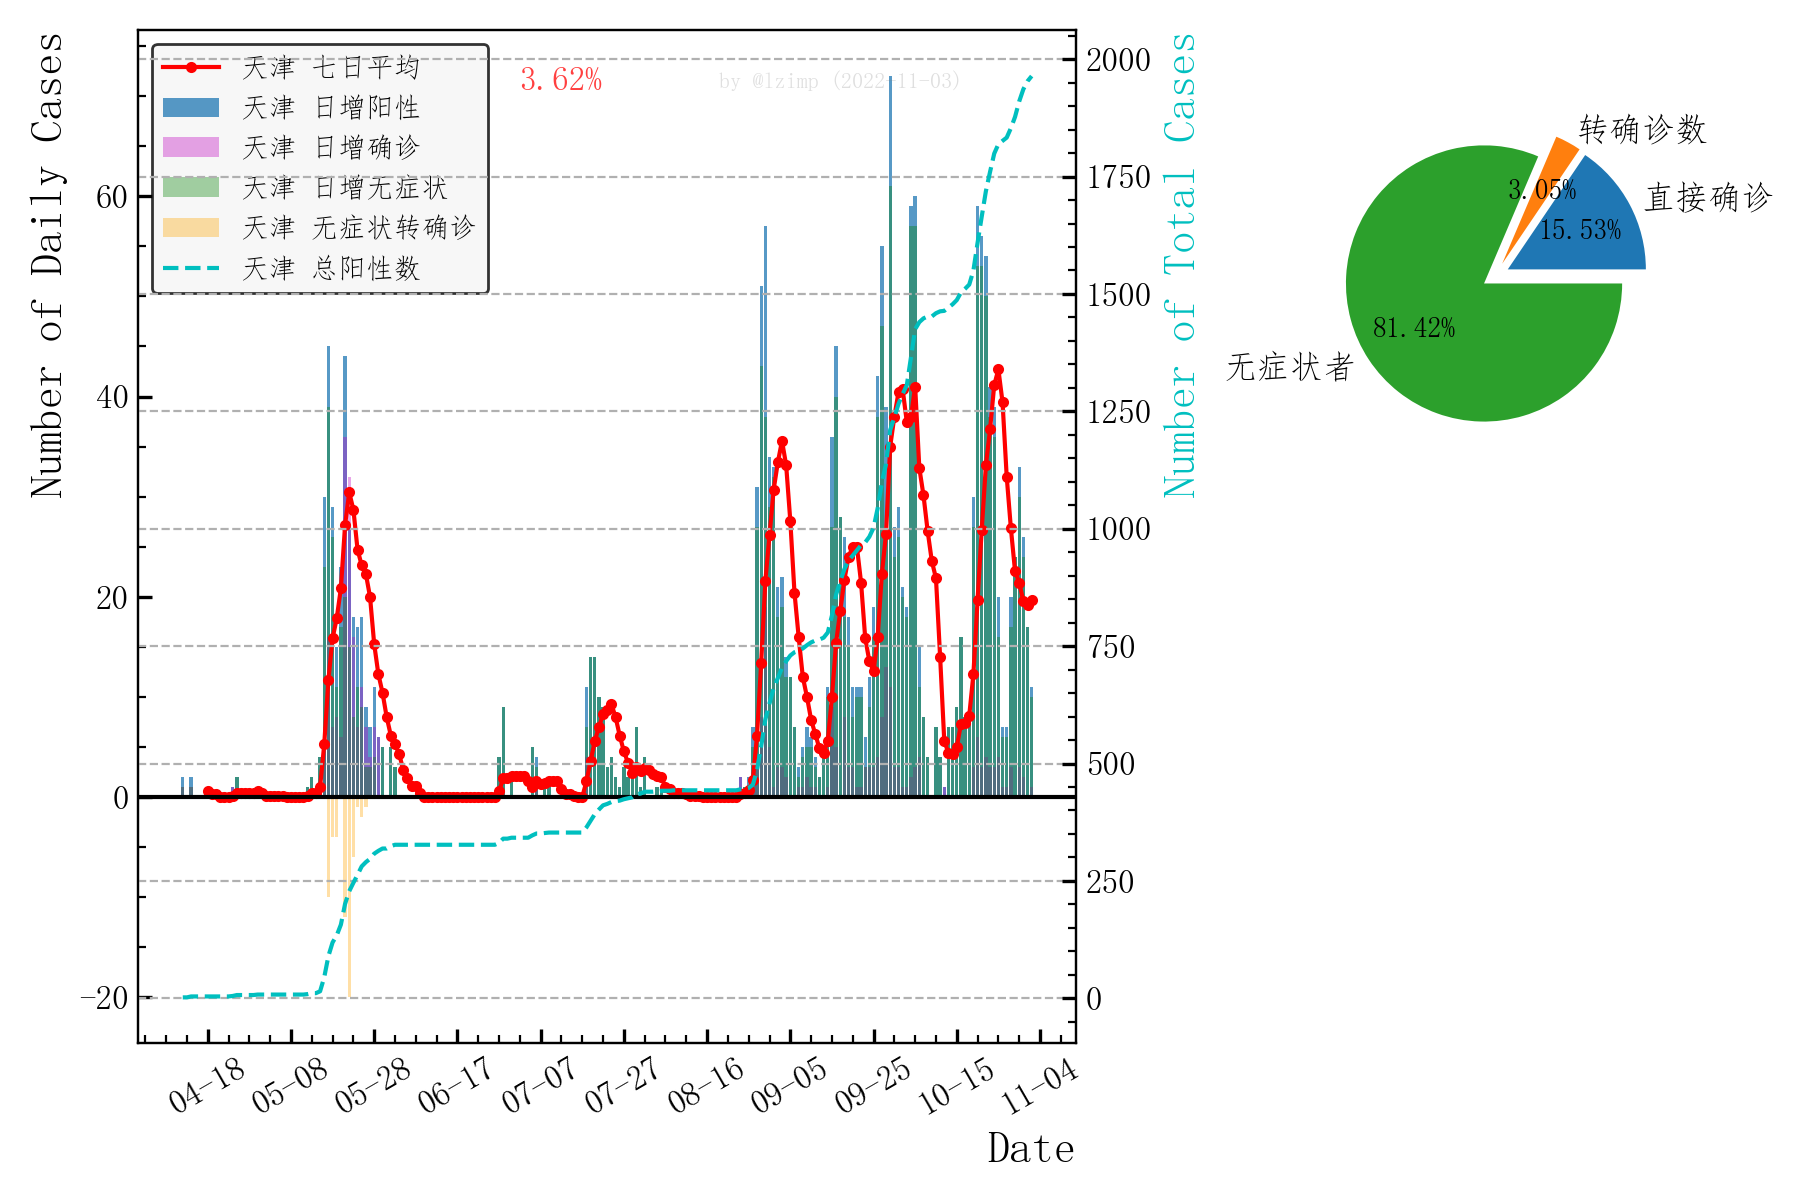 Number of Daily Cases
60
40
20
0
−20
天津 七日平均
天津 日增阳性
天津 日增确诊
天津 日增无症状
天津 无症状转确诊
天津 总阳性数
3.62%
by @lzimp (2022-11-03)
2000
1750
1500
1250
1000
750
500
250
0
Number of Total Cases
04-18
05-08
05-28
06-17
07-07
07-27
08-16
09-05
09-25
10-15
11-04
Date
转确诊数
3.05%
直接确诊
15.53%
81.42%
无症状者